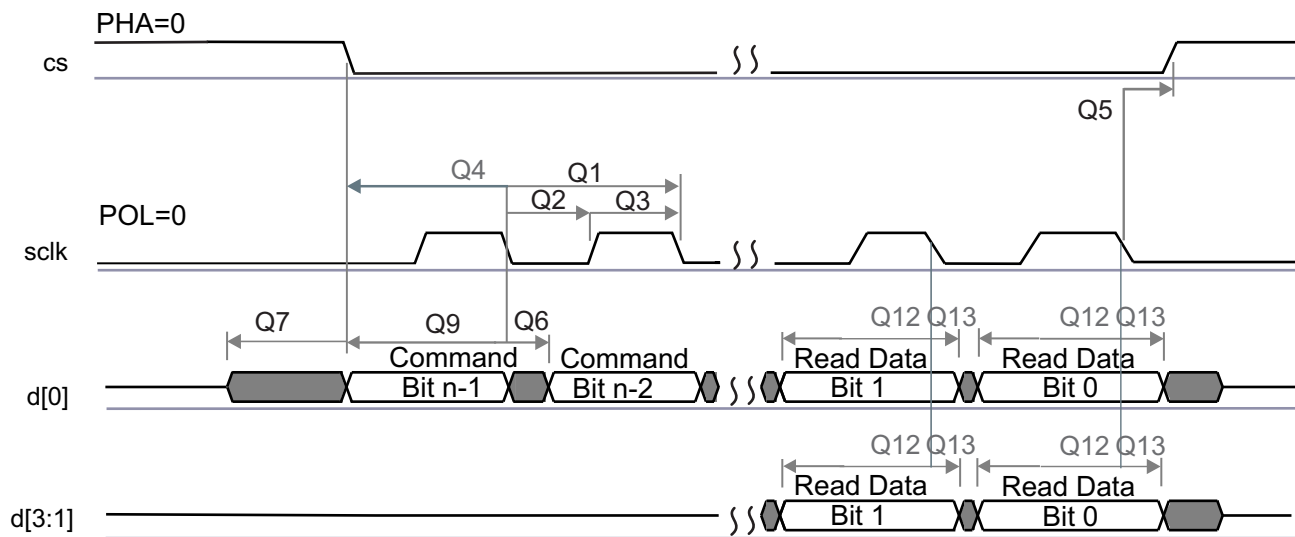 PHA=0
cs
Q5
Q4 Q1
Q2 Q3
POL=0
sclk
Q7 Q9 Q6 Q12 Q13 Q12 Q13
Command Command Read Data Read Data
d[0] Bit n-1 Bit n-2 Bit 1 Bit 0
Q12 Q13 Q12 Q13
Read Data Read Data
d[3:1] Bit 1 Bit 0